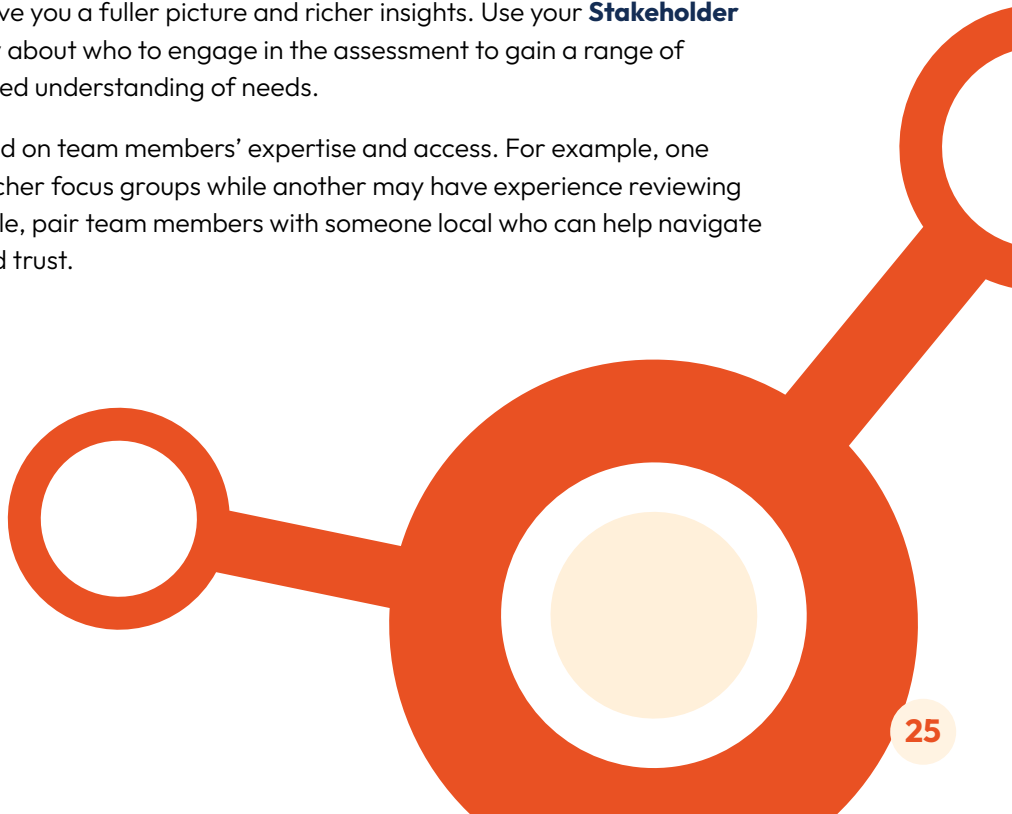 ve you a fuller picture and richer insights. Use your Stakeholder
about who to engage in the assessment to gain a range of
ed understanding of needs.
d on team members’ expertise and access. For example, one
cher focus groups while another may have experience reviewing
le, pair team members with someone local who can help navigate
d trust.
25